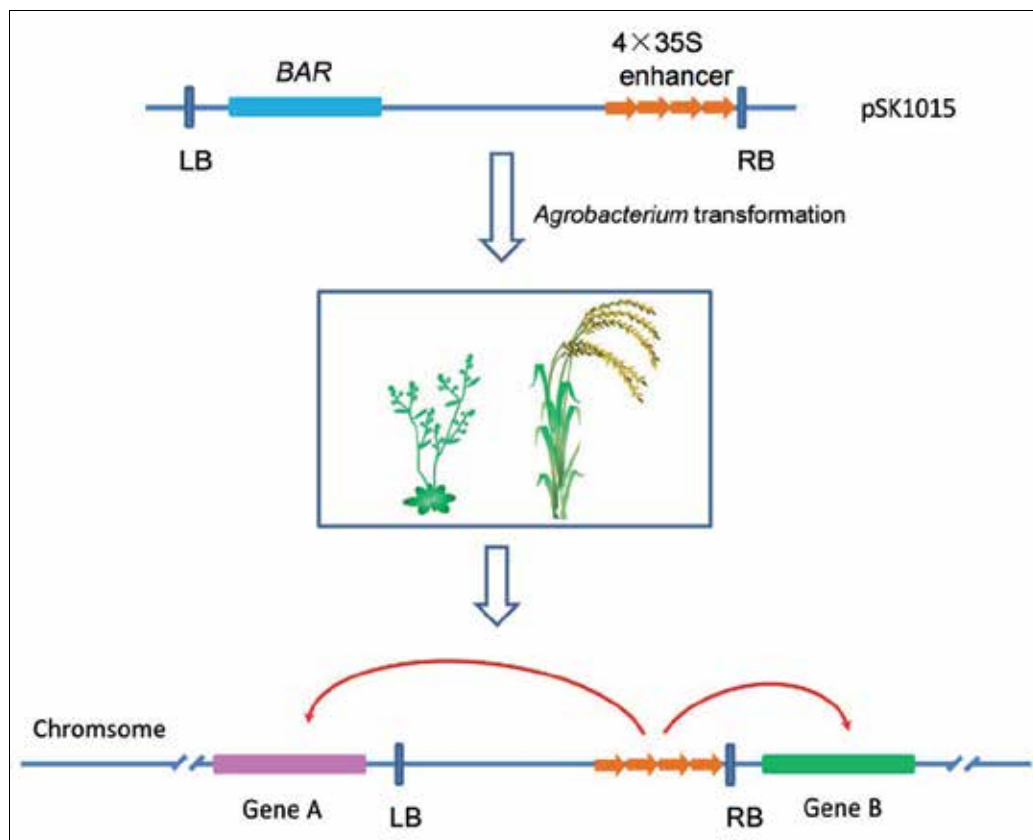 BAR
4×35S
enhancer
pSK1015
LB
RB
Agrobacterium transformation
Chromsome
Gene A
LB
RB
Gene B